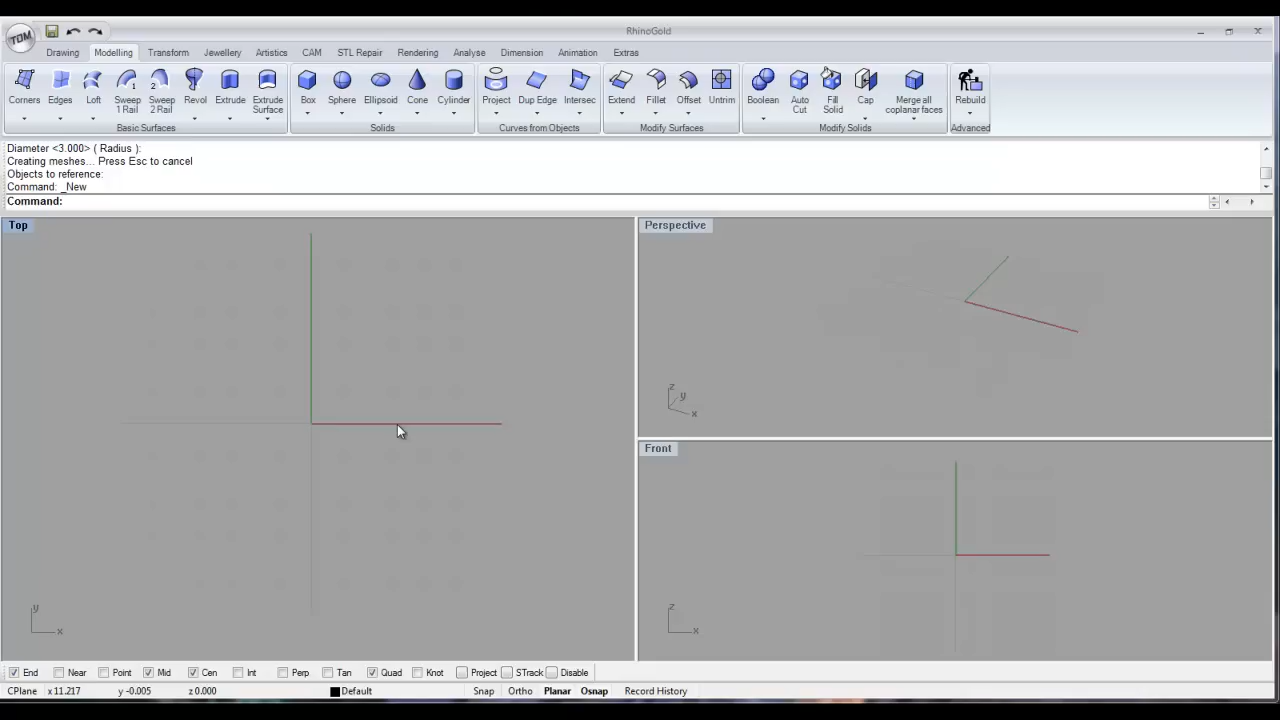 RhinoGold
TDM
Drawing Modelling Transform Jewellery Artistics CAM STL Repair Rendering Analyse Dimension Animation Extras
Corners Edges Loft Sweep 1 Rail Sweep 2 Rail Revol Extrude Extrude Surface Box Sphere Ellipsoid Cone Cylinder Project Dup Edge Intersec Extend Fillet Offset Untrim Boolean Auto Cut Fill Solid Cap Merge all coplanar faces Rebuild
Basic Surfaces Solids Curves from Objects Modify Surfaces Modify Solids Advanced
Diameter <3.000> ( Radius ):
Creating meshes... Press Esc to cancel
Objects to reference:
Command: _New
Command:
Top
y
x
Perspective
z
y
x
Front
z
x
End Near Point Mid Cen Int Perp Tan Quad Knot Project STrack Disable
CPlane x 11.217 y -0.005 z 0.000 Default Snap Ortho Planar Osnap Record History